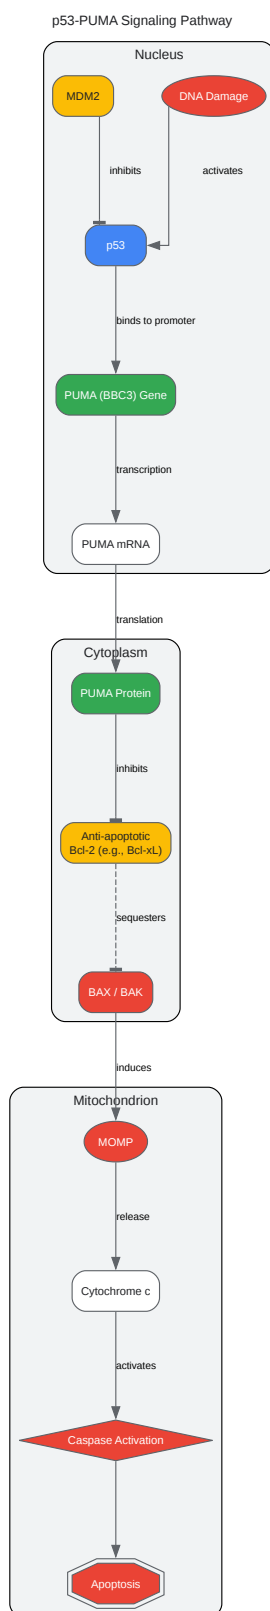 p53-PUMA Signaling Pathway
Nucleus
MDM2
DNA Damage
inhibits
activates
p53
binds to promoter
PUMA (BBC3) Gene
transcription
PUMA mRNA
translation
Cytoplasm
PUMA Protein
inhibits
Anti-apoptotic
Bcl-2 (e.g., Bcl-xL)
sequesters
BAX / BAK
induces
Mitochondrion
MOMP
release
Cytochrome c
activates
Caspase Activation
Apoptosis